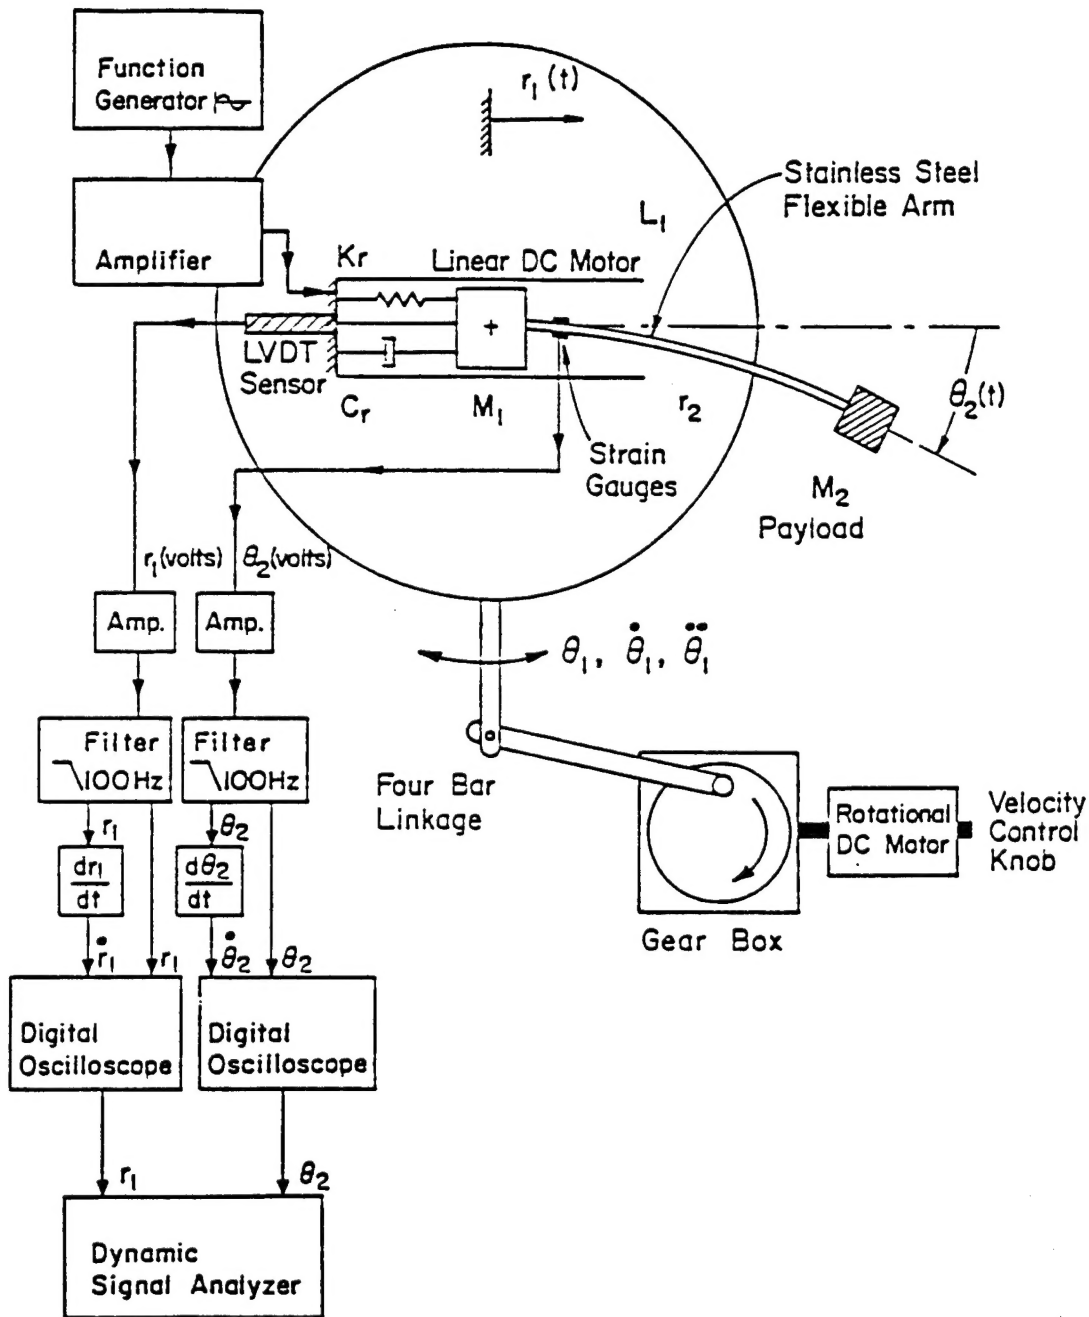 Function
Generator
Amplifier
r₁(t)
Stainless Steel
Flexible Arm
L₁
Kr
Linear DC Motor
LVDT
Sensor
Cr
M₁
r₂
θ₂(t)
Strain
Gauges
M₂
Payload
r₁(volts)
θ₂(volts)
Amp.
Amp.
θ₁, θ̇₁, θ̈₁
Filter
100Hz
Filter
100Hz
Four Bar
Linkage
r₁
θ₂
dr₁
dt
dθ₂
dt
Rotational
DC Motor
Velocity
Control
Knob
Gear Box
ṙ₁
r₁
θ̇₂
θ₂
Digital
Oscilloscope
Digital
Oscilloscope
r₁
θ₂
Dynamic
Signal Analyzer